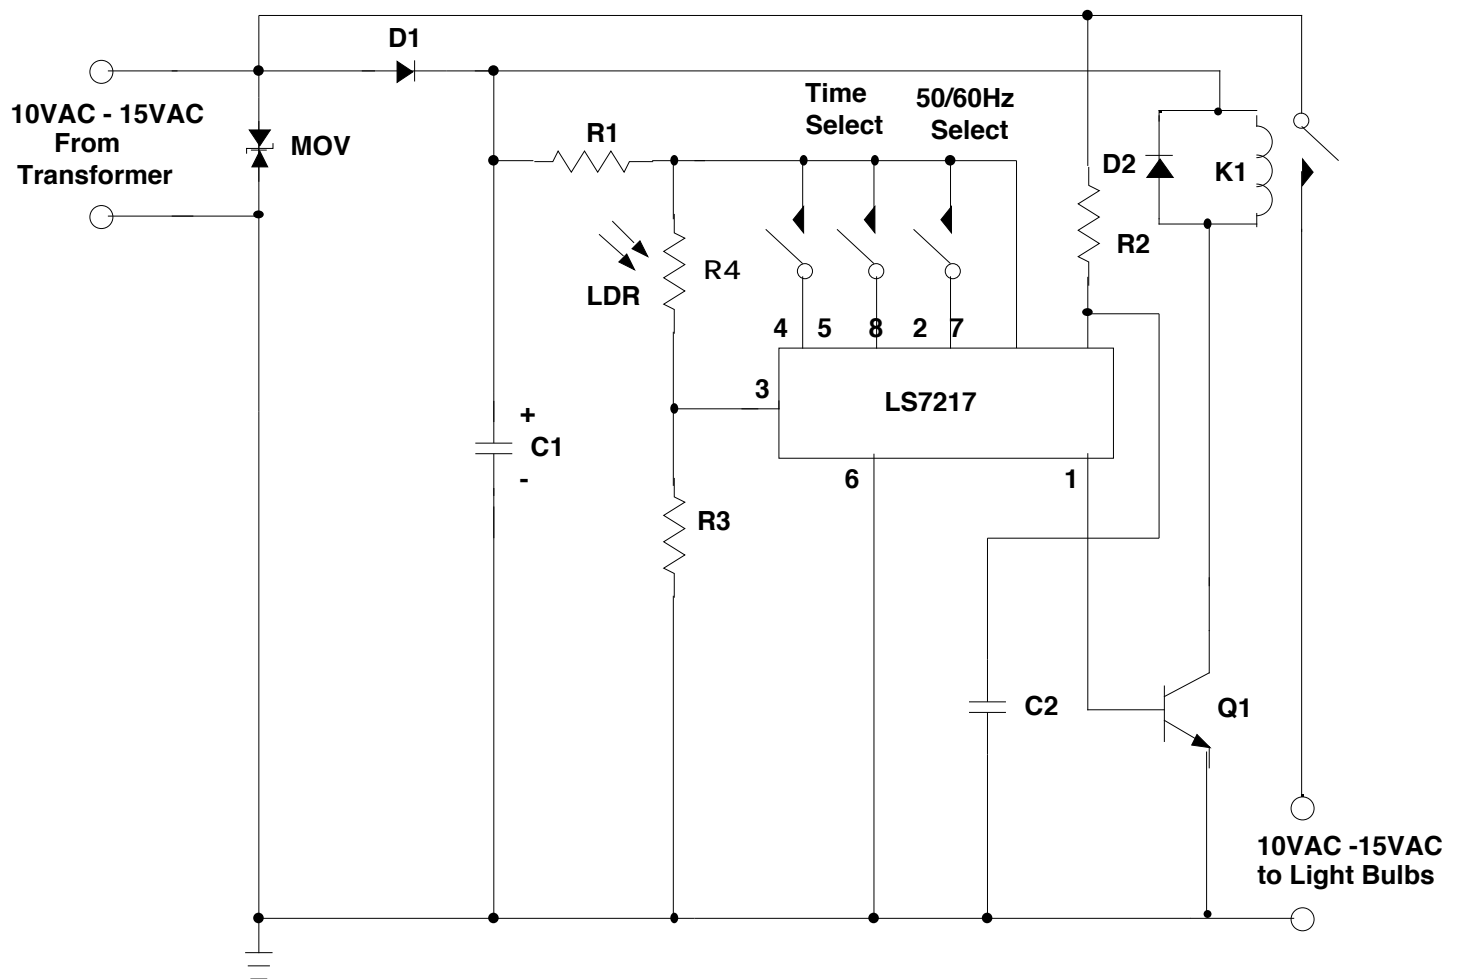 D1
10VAC - 15VAC
From
Transformer
MOV
R1
Time
Select
50/60Hz
Select
D2
K1
R2
R4
LDR
4
5
8
2
7
3
LS7217
+
C1
-
6
1
R3
C2
Q1
10VAC -15VAC
to Light Bulbs